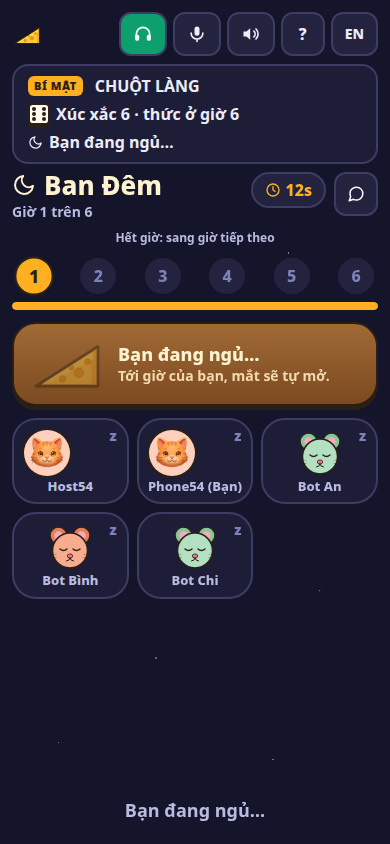 ?
EN
BÍ MẬT CHUỘT LÀNG
Xúc xắc 6 · thức ở giờ 6
Bạn đang ngủ...
Ban Đêm
12s
Giờ 1 trên 6
Hết giờ: sang giờ tiếp theo
1 2 3 4 5 6
Bạn đang ngủ...
Tới giờ của bạn, mắt sẽ tự mở.
z
Host54
z
Phone54 (Bạn)
z
Bot An
z
Bot Bình
z
Bot Chi
Bạn đang ngủ...